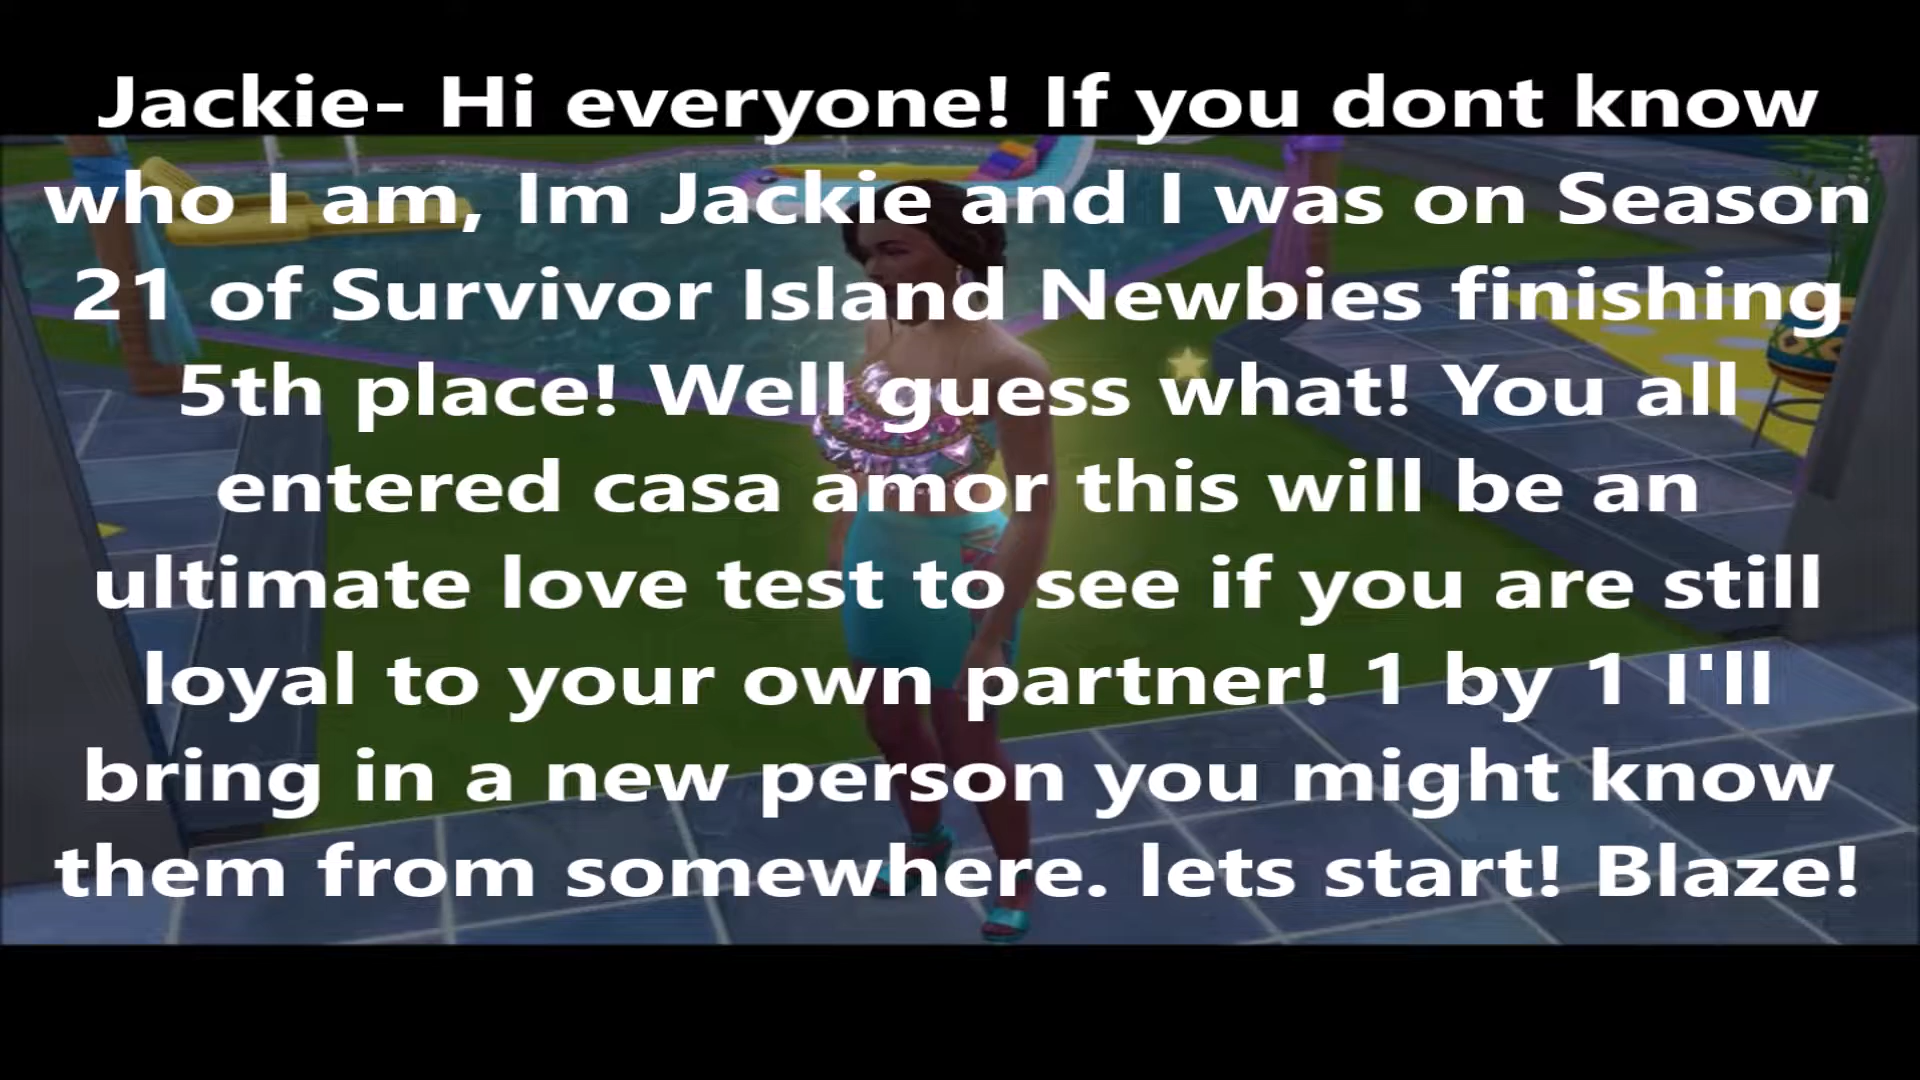 Jackie- Hi everyone! If you dont know
who I am, Im Jackie and I was on Season
21 of Survivor Island Newbies finishing
5th place! Well guess what! You all
entered casa amor this will be an
ultimate love test to see if you are still
loyal to your own partner! 1 by 1 I'll
bring in a new person you might know
them from somewhere. lets start! Blaze!